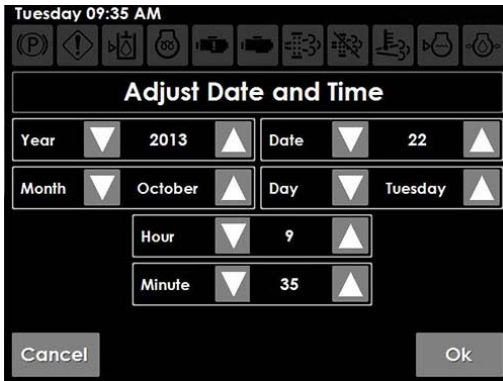 Tuesday 09:35 AM
(P)
Adjust Date and Time
Year 2013 Date 22
Month October Day Tuesday
Hour 9
Minute 35
Cancel Ok